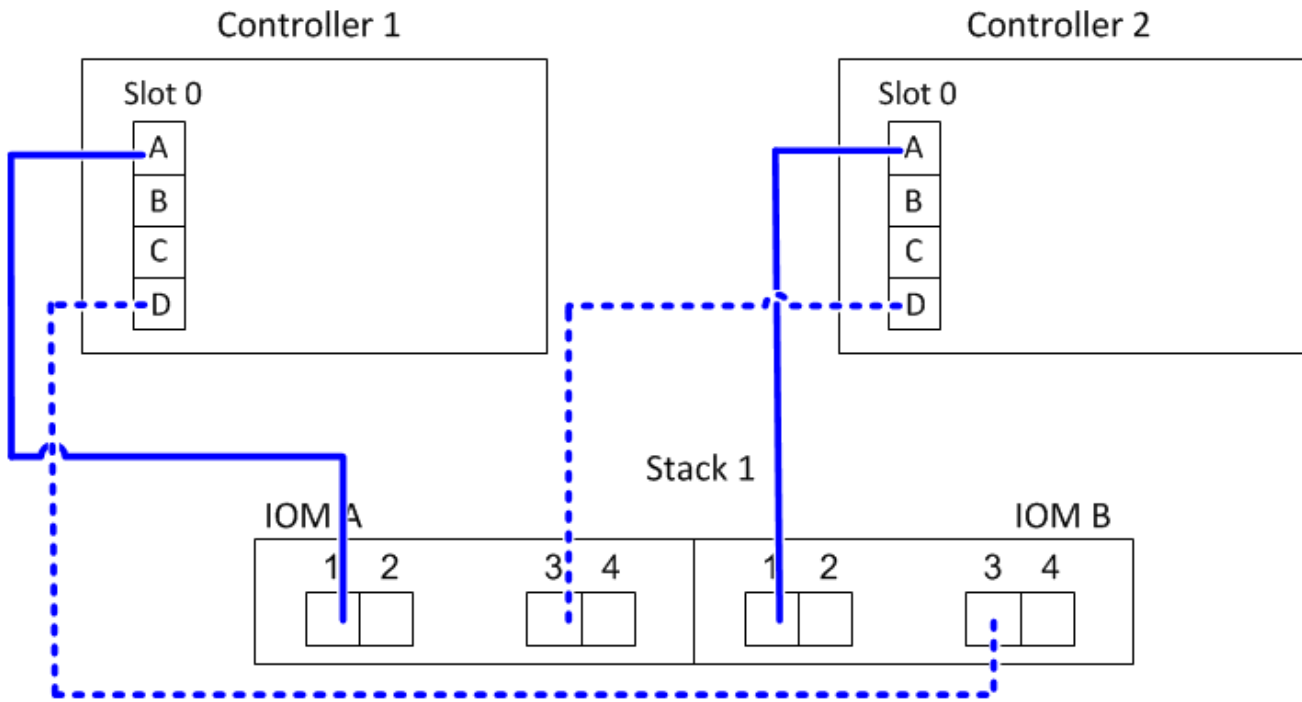 Controller 1
Controller 2
Slot 0
A
B
C
D
Slot 0
A
B
C
D
Stack 1
IOM A
IOM B
1 2 3 4 1 2 3 4